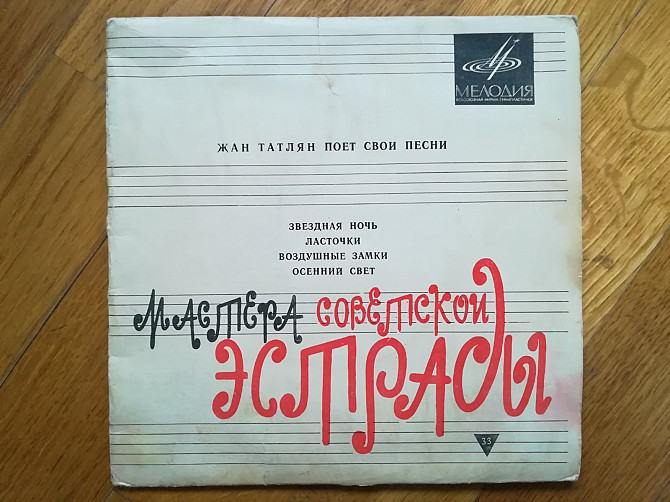 МЕЛОДИЯ
ВСЕСОЮЗНАЯ ФИРМА ГРАМПЛАСТИНОК
ЖАН ТАТЛЯН ПОЕТ СВОИ ПЕСНИ
ЗВЕЗДНАЯ НОЧЬ
ЛАСТОЧКИ
ВОЗДУШНЫЕ ЗАМКИ
ОСЕННИЙ СВЕТ
МАСТЕРА СОВЕТСКОЙ
ЭСТРАДЫ
33